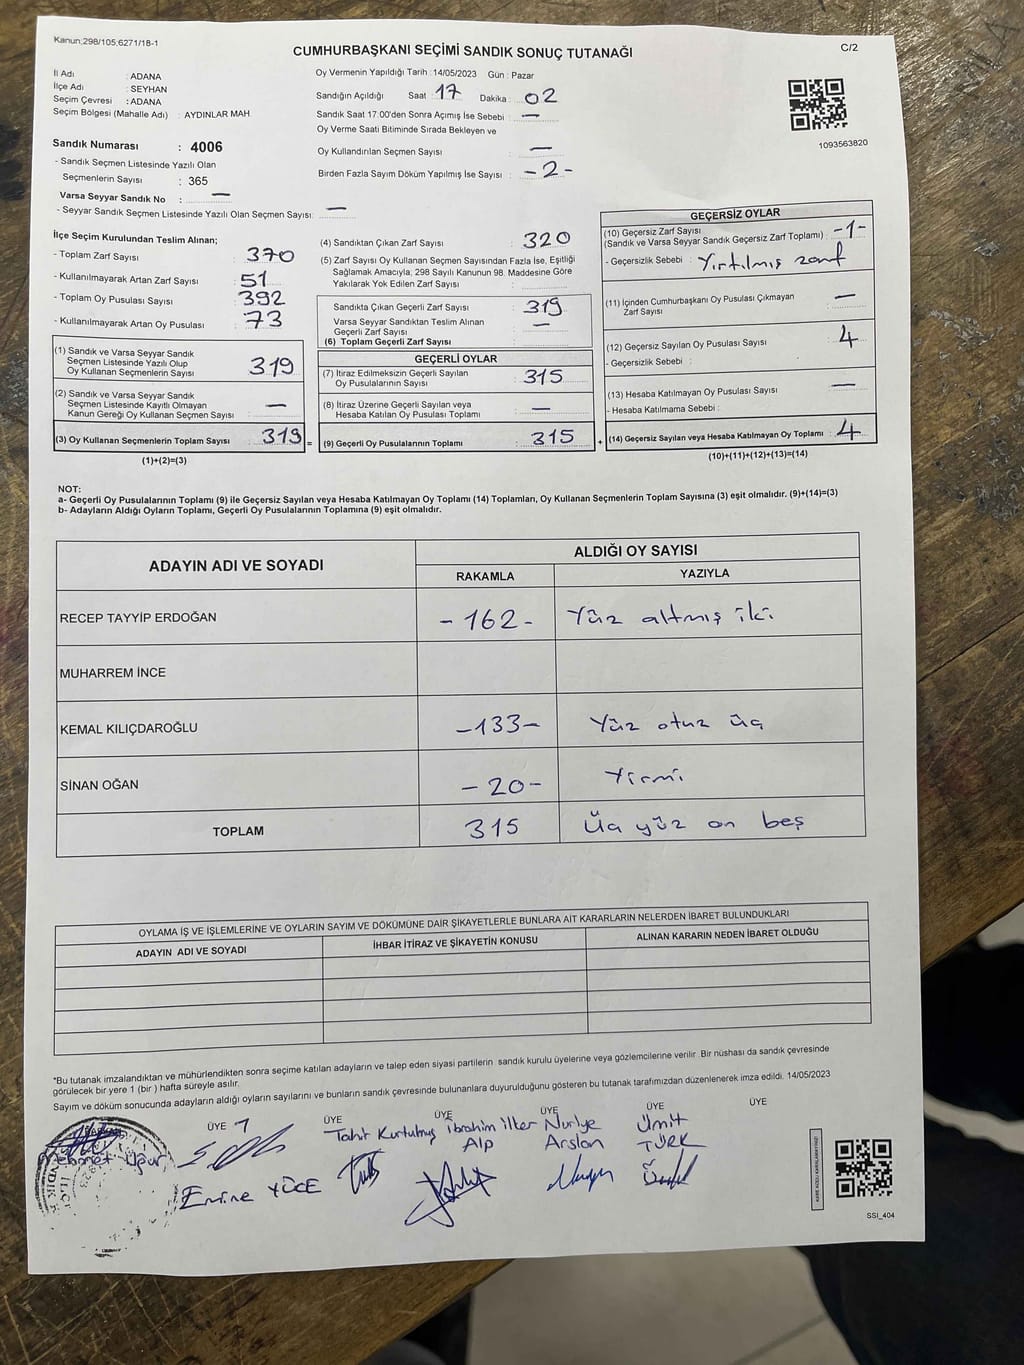 Kanun;298/105;6271/18-1
CUMHURBAŞKANI SEÇİMİ SANDIK SONUÇ TUTANAĞI
C/2
İl Adı : ADANA
İlçe Adı : SEYHAN
Seçim Çevresi : ADANA
Seçim Bölgesi (Mahalle Adı) : AYDINLAR MAH
Oy Vermenin Yapıldığı Tarih :14/05/2023 Gün : Pazar
Sandığın Açıldığı Saat : 17 Dakika : 02
Sandık Saat 17:00'den Sonra Açımış İse Sebebi : —
Oy Verme Saati Bitiminde Sırada Bekleyen ve
Oy Kullandırılan Seçmen Sayısı : —
Birden Fazla Sayım Döküm Yapılmış İse Sayısı : -2-
1093563820
Sandık Numarası : 4006
- Sandık Seçmen Listesinde Yazılı Olan
Seçmenlerin Sayısı : 365
Varsa Seyyar Sandık No : —
- Seyyar Sandık Seçmen Listesinde Yazılı Olan Seçmen Sayısı: —
İlçe Seçim Kurulundan Teslim Alınan;
- Toplam Zarf Sayısı : 370
- Kullanılmayarak Artan Zarf Sayısı : 51
- Toplam Oy Pusulası Sayısı : 392
- Kullanılmayarak Artan Oy Pusulası : 73
(1) Sandık ve Varsa Seyyar Sandık
Seçmen Listesinde Yazılı Olup
Oy Kullanan Seçmenlerin Sayısı : 319
(2) Sandık ve Varsa Seyyar Sandık
Seçmen Listesinde Kayıtlı Olmayan
Kanun Gereği Oy Kullanan Seçmen Sayısı : —
(3) Oy Kullanan Seçmenlerin Toplam Sayısı : 319 =
(1)+(2)=(3)
(4) Sandıktan Çıkan Zarf Sayısı : 320
(5) Zarf Sayısı Oy Kullanan Seçmen Sayısından Fazla İse, Eşitliği
Sağlamak Amacıyla, 298 Sayılı Kanunun 98. Maddesine Göre
Yakılarak Yok Edilen Zarf Sayısı :
Sandıkta Çıkan Geçerli Zarf Sayısı : 319
Varsa Seyyar Sandıktan Teslim Alınan
Geçerli Zarf Sayısı : —
(6) Toplam Geçerli Zarf Sayısı :
GEÇERLİ OYLAR
(7) İtiraz Edilmeksizin Geçerli Sayılan
Oy Pusulalarının Sayısı : 315
(8) İtiraz Üzerine Geçerli Sayılan veya
Hesaba Katılan Oy Pusulası Toplamı : —
(9) Geçerli Oy Pusulalarının Toplamı : 315 +
GEÇERSİZ OYLAR
(10) Geçersiz Zarf Sayısı
(Sandık ve Varsa Seyyar Sandık Geçersiz Zarf Toplamı) : -1-
- Geçersizlik Sebebi : Yırtılmış zarf
(11) İçinden Cumhurbaşkanı Oy Pusulası Çıkmayan
Zarf Sayısı : —
(12) Geçersiz Sayılan Oy Pusulası Sayısı : 4
- Geçersizlik Sebebi :
(13) Hesaba Katılmayan Oy Pusulası Sayısı : —
- Hesaba Katılmama Sebebi :
(14) Geçersiz Sayılan veya Hesaba Katılmayan Oy Toplamı : 4
(10)+(11)+(12)+(13)=(14)
NOT:
a- Geçerli Oy Pusulalarının Toplamı (9) ile Geçersiz Sayılan veya Hesaba Katılmayan Oy Toplamı (14) Toplamları, Oy Kullanan Seçmenlerin Toplam Sayısına (3) eşit olmalıdır. (9)+(14)=(3)
b- Adayların Aldığı Oyların Toplamı, Geçerli Oy Pusulalarının Toplamına (9) eşit olmalıdır.
ADAYIN ADI VE SOYADI ALDIĞI OY SAYISI
RAKAMLA YAZIYLA
RECEP TAYYİP ERDOĞAN -162- Yüz altmış iki
MUHARREM İNCE
KEMAL KILIÇDAROĞLU -133- Yüz otuz üç
SİNAN OĞAN -20- Yirmi
TOPLAM 315 Üç yüz on beş
OYLAMA İŞ VE İŞLEMLERİNE VE OYLARIN SAYIM VE DÖKÜMÜNE DAİR ŞİKAYETLERLE BUNLARA AİT KARARLARIN NELERDEN İBARET BULUNDUKLARI
ADAYIN ADI VE SOYADI İHBAR İTİRAZ VE ŞİKAYETİN KONUSU ALINAN KARARIN NEDEN İBARET OLDUĞU
*Bu tutanak imzalandıktan ve mühürlendikten sonra seçime katılan adayların ve talep eden siyasi partilerin sandık kurulu üyelerine veya gözlemcilerine verilir. Bir nüshası da sandık çevresinde
görülecek bir yere 1 (bir ) hafta süreyle asılır.
Sayım ve döküm sonucunda adayların aldığı oyların sayılarını ve bunların sandık çevresinde bulunanlara duyurulduğunu gösteren bu tutanak tarafımızdan düzenlenerek imza edildi. 14/05/2023
ÜYE ÜYE ÜYE ÜYE ÜYE ÜYE
Tahir Kurtulmuş İbrahim İlker Nuriye Ümit
Alp Arslan TÜRK
Mehmet Uğur
Emine YÜCE
SSI_404